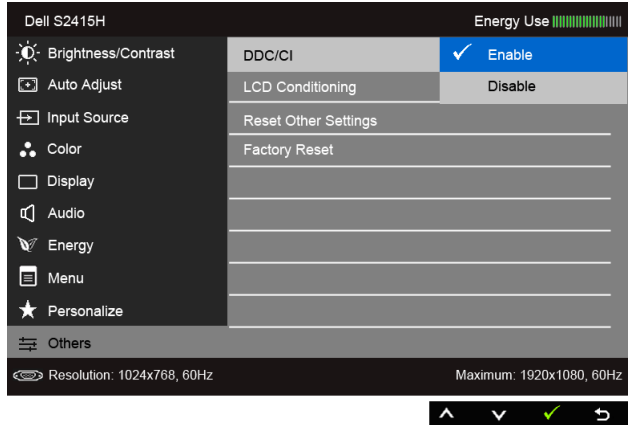 Dell S2415H Energy Use
Brightness/Contrast DDC/CI Enable
Auto Adjust LCD Conditioning Disable
Input Source Reset Other Settings
Color Factory Reset
Display
Audio
Energy
Menu
Personalize
Others
Resolution: 1024x768, 60Hz Maximum: 1920x1080, 60Hz